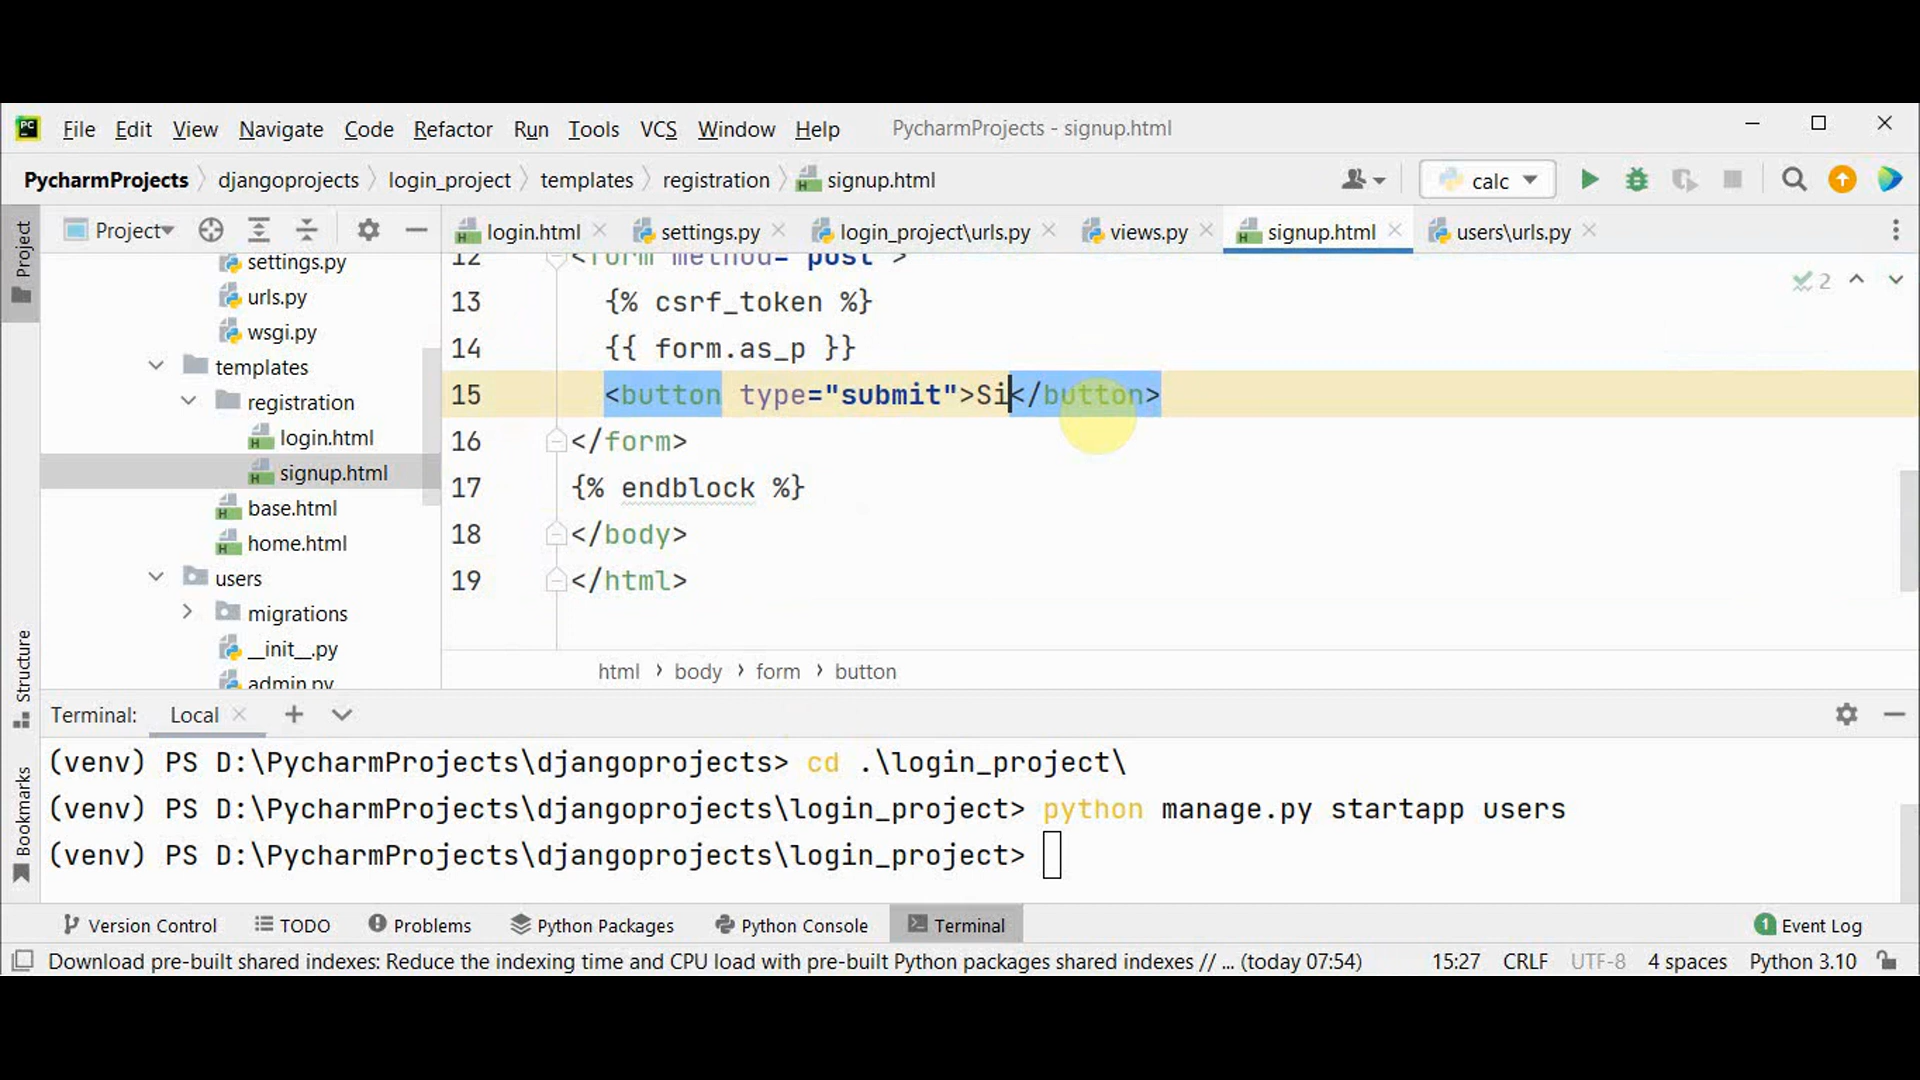 PC File Edit View Navigate Code Refactor Run Tools VCS Window Help PycharmProjects - signup.html
PycharmProjects djangoprojects login_project templates registration signup.html calc
Project login.html settings.py login_project\urls.py views.py signup.html users\urls.py
Project
settings.py
urls.py
wsgi.py
templates
registration
login.html
signup.html
base.html
home.html
users
migrations
__init__.py
admin.py
12 <form method="post">
13 {% csrf_token %}
14 {{ form.as_p }}
15 <button type="submit">Si</button>
16 </form>
17 {% endblock %}
18 </body>
19 </html>
2
html body form button
Structure
Bookmarks
Terminal: Local
(venv) PS D:\PycharmProjects\djangoprojects> cd .\login_project\
(venv) PS D:\PycharmProjects\djangoprojects\login_project> python manage.py startapp users
(venv) PS D:\PycharmProjects\djangoprojects\login_project>
Version Control TODO Problems Python Packages Python Console Terminal 1 Event Log
Download pre-built shared indexes: Reduce the indexing time and CPU load with pre-built Python packages shared indexes // ... (today 07:54) 15:27 CRLF UTF-8 4 spaces Python 3.10